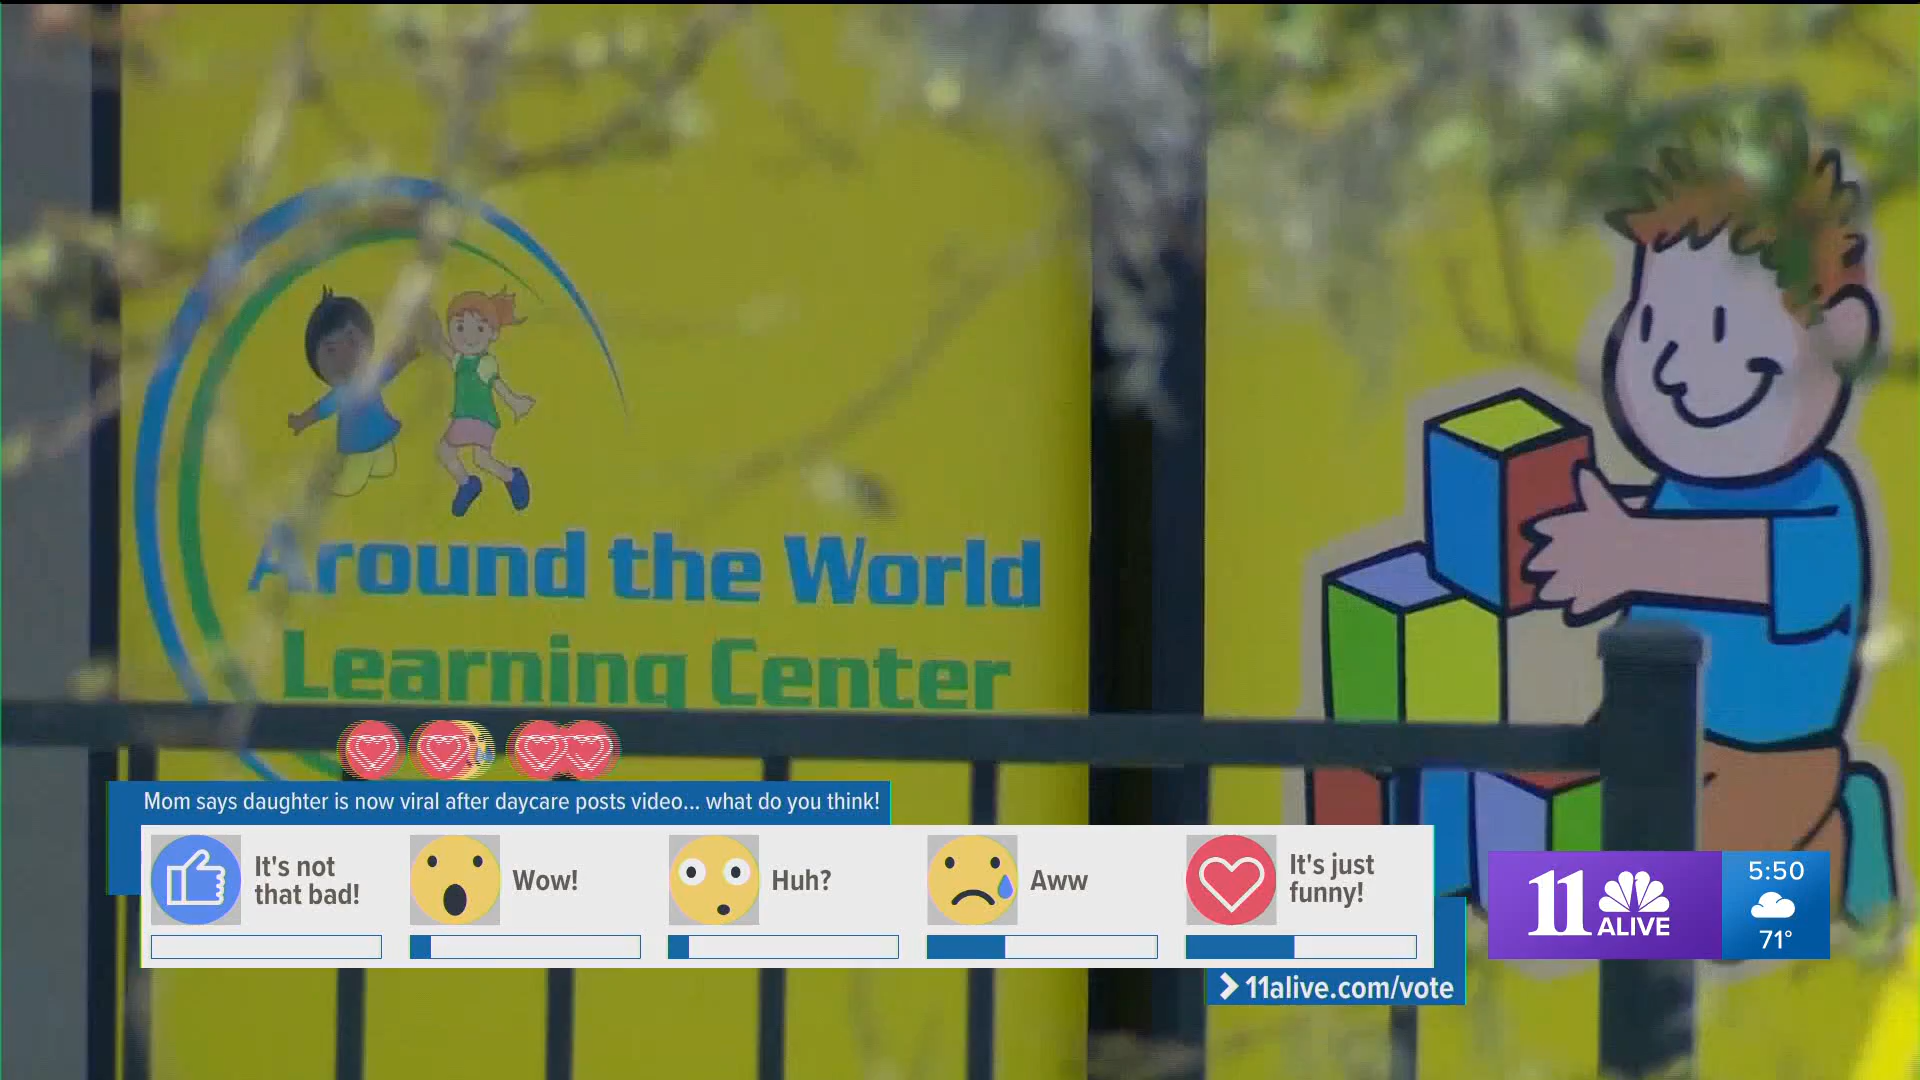 Around the World
Learning Center
Mom says daughter is now viral after daycare posts video... what do you think!
It's not
that bad!
Wow!
Huh?
Aww
It's just
funny!
11
ALIVE
5:50
71°
11alive.com/vote